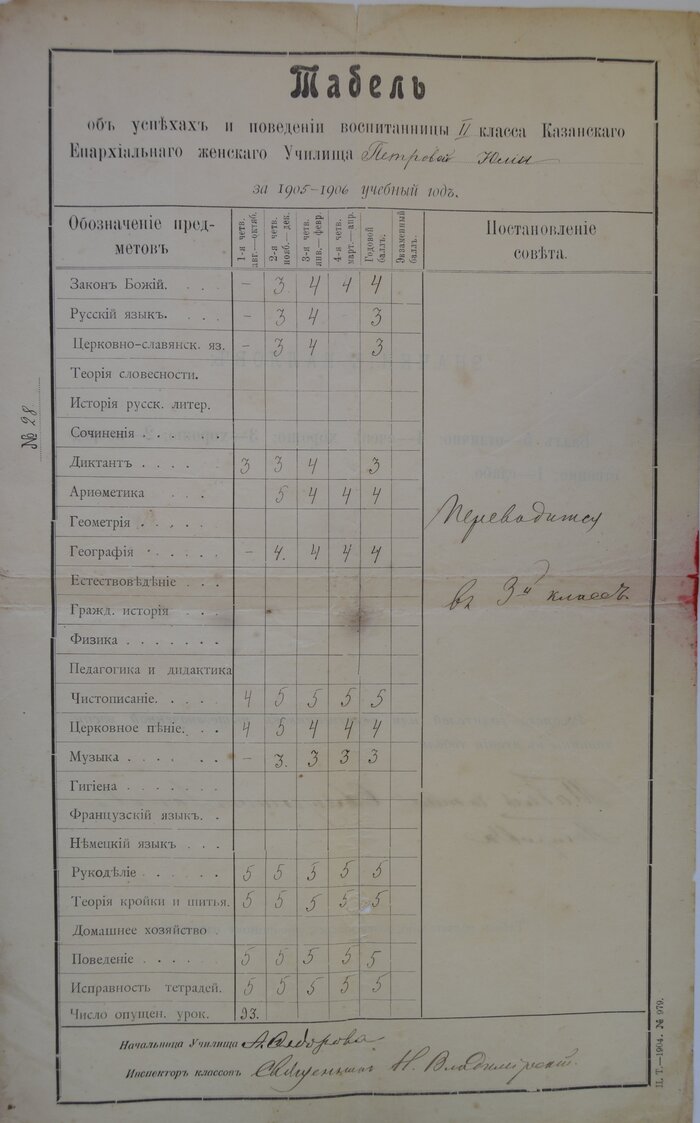 Табель
объ успѣхахъ и поведеніи воспитанницы II класса Казанскаго
Епархіальнаго женскаго Училища Петровой Юліи
за 1905–1906 учебный годъ.
Обозначеніе пред-
метовъ
1-я четв.
авг.—октяб.
2-я четв.
нояб.— дек.
3-я четв.
янв.— февр.
4-я четв.
март.—апр.
Годовой
баллъ.
Экзаменный
баллъ.
Постановленіе
совѣта.
Законъ Божій. . . . – 3 4 4 4
Русскій языкъ. . . . – 3 4 3
Церковно-славянск. яз. – 3 4 3
Теорія словесности.
Исторія русск. литер.
Сочиненія . . . . .
Диктантъ . . . . 3 3 4 3
Ариѳметика . . . 5 4 4 4
Геометрія . . . . .
Географія . . . . . – 4. 4 4 4
Естествовѣдѣніе . . .
Гражд. исторія . . .
Физика . . . . . . .
Педагогика и дидактика
Чистописаніе. . . . . 4 5 5 5 5
Церковное пѣніе. . . 4 5 4 4 4
Музыка . . . . . – 3. 3 3 3
Гигіена . . . . . .
Французскій языкъ. .
Нѣмецкій языкъ . . .
Рукодѣліе . . . . . 5 5 5 5 5
Теорія кройки и шитья. 5 5 5 5 5
Домашнее хозяйство
Поведеніе . . . . . 5 5 5 5 5
Исправность тетрадей. 5 5 5 5 5
Число опущен. урок. 93.
Переводится
въ 3й классъ
Начальница Училища
Инспекторъ классовъ Священникъ Н. Владимірскій.
№ 28
П. Т.—1904. № 979.